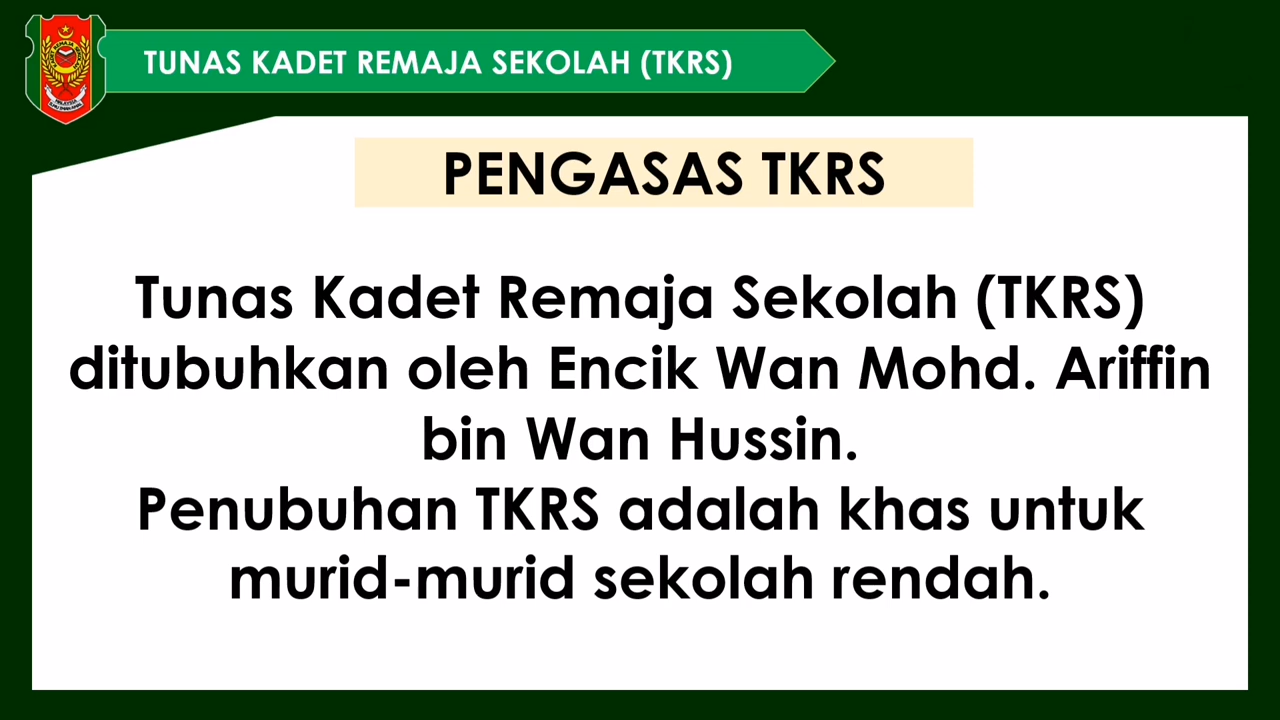 TUNAS KADET REMAJA SEKOLAH (TKRS)
PENGASAS TKRS
Tunas Kadet Remaja Sekolah (TKRS)
ditubuhkan oleh Encik Wan Mohd. Ariffin
bin Wan Hussin.
Penubuhan TKRS adalah khas untuk
murid-murid sekolah rendah.